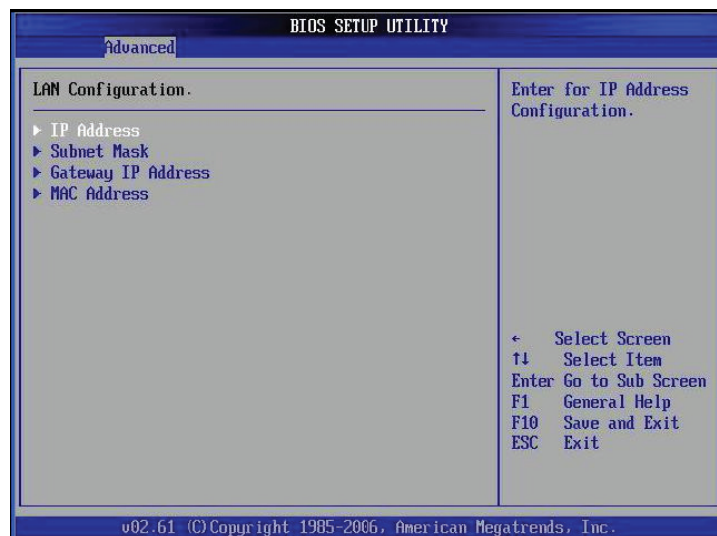 BIOS SETUP UTILITY
Advanced
LAN Configuration.
► IP Address
► Subnet Mask
► Gateway IP Address
► MAC Address
Enter for IP Address
Configuration.
← Select Screen
↑↓ Select Item
Enter Go to Sub Screen
F1 General Help
F10 Save and Exit
ESC Exit
v02.61 (C)Copyright 1985-2006, American Megatrends, Inc.